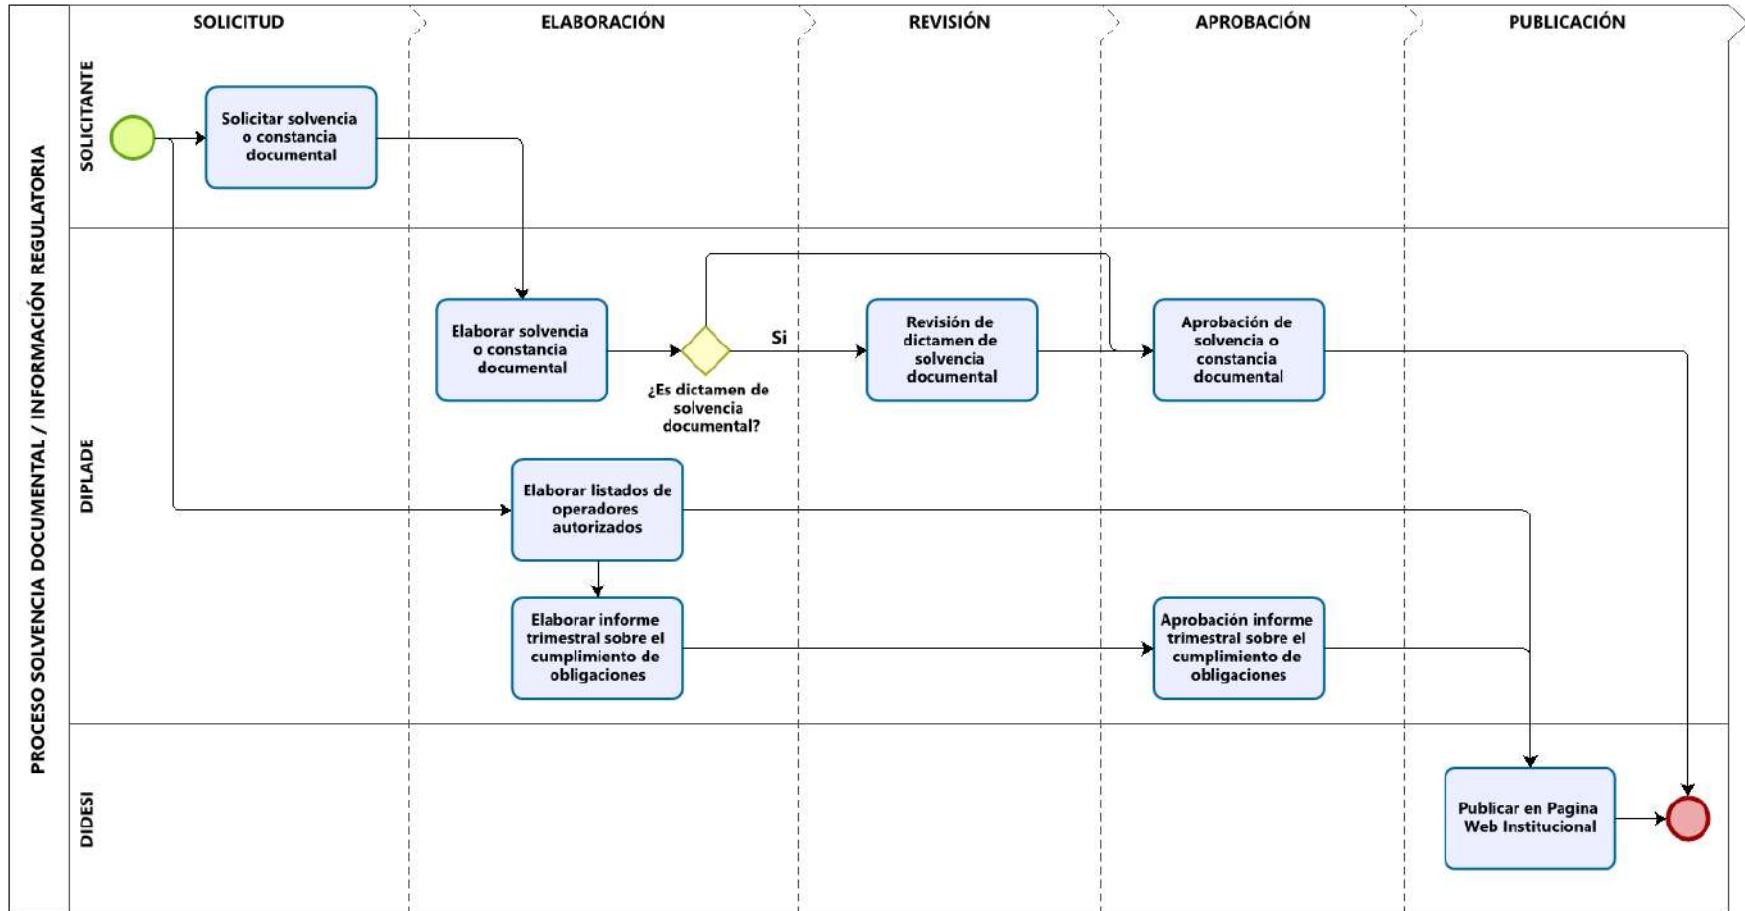 SOLICITUD
ELABORACIÓN
REVISIÓN
APROBACIÓN
PUBLICACIÓN
PROCESO SOLVENCIA DOCUMENTAL / INFORMACIÓN REGULATORIA
SOLICITANTE
Solicitar solvencia
o constancia
documental
DIPLADE
Elaborar solvencia
o constancia
documental
¿Es dictamen de
solvencia
documental?
Si
Revisión de
dictamen de
solvencia
documental
Aprobación de
solvencia o
constancia
documental
Elaborar listados de
operadores
autorizados
Elaborar informe
trimestral sobre el
cumplimiento de
obligaciones
Aprobación informe
trimestral sobre el
cumplimiento de
obligaciones
DIDESI
Publicar en Pagina
Web Institucional